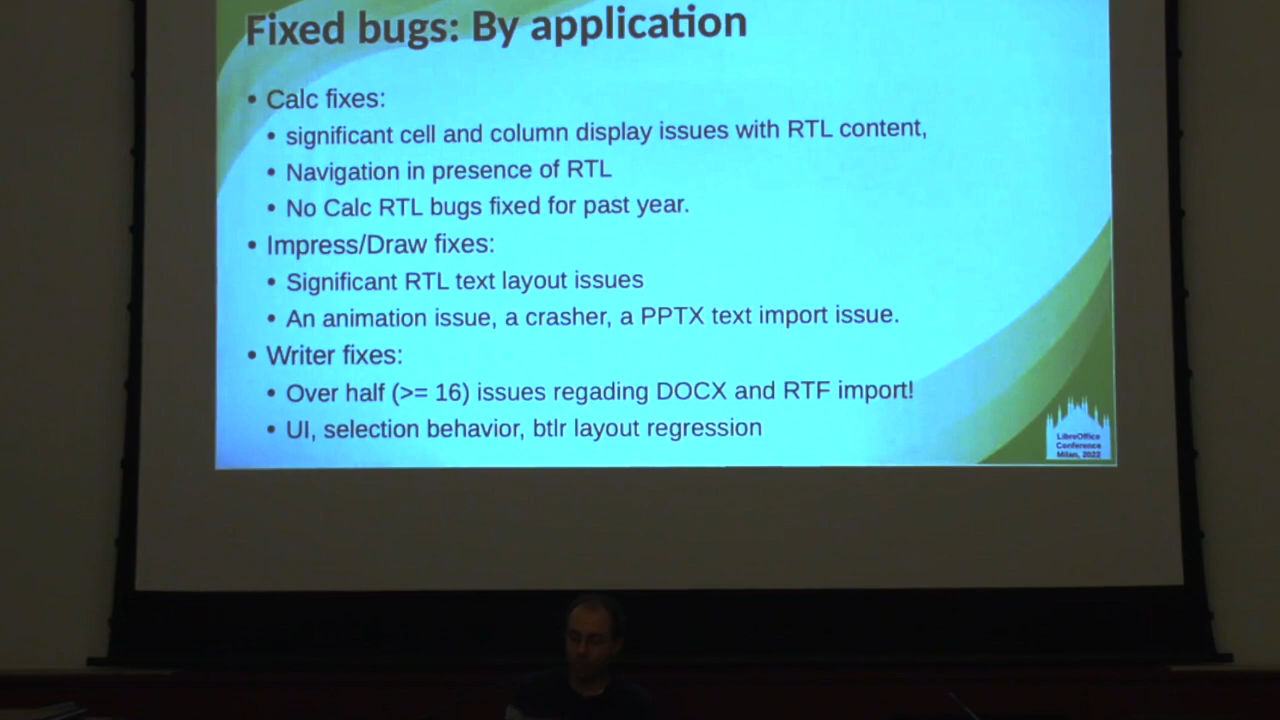 Fixed bugs: By application
• Calc fixes:
• significant cell and column display issues with RTL content,
• Navigation in presence of RTL
• No Calc RTL bugs fixed for past year.
• Impress/Draw fixes:
• Significant RTL text layout issues
• An animation issue, a crasher, a PPTX text import issue.
• Writer fixes:
• Over half (>= 16) issues regading DOCX and RTF import!
• UI, selection behavior, btlr layout regression
LibreOffice
Conference
Milan, 2022